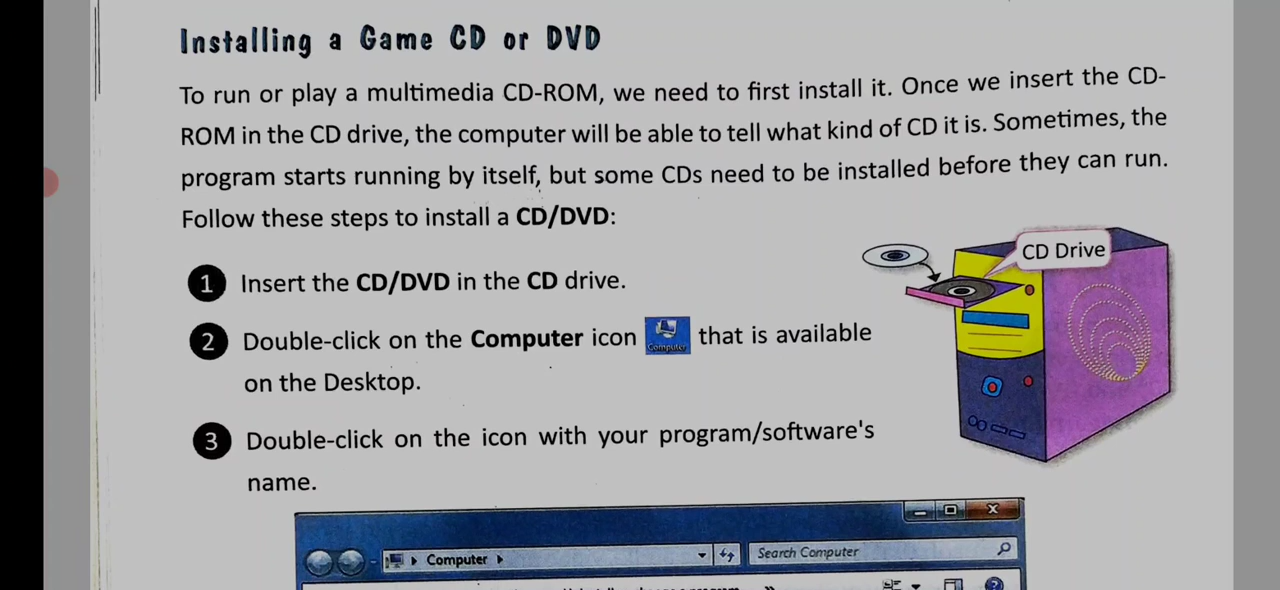 Installing a Game CD or DVD
To run or play a multimedia CD-ROM, we need to first install it. Once we insert the CD-
ROM in the CD drive, the computer will be able to tell what kind of CD it is. Sometimes, the
program starts running by itself, but some CDs need to be installed before they can run.
Follow these steps to install a CD/DVD:
CD Drive
1 Insert the CD/DVD in the CD drive.
2 Double-click on the Computer icon Computer that is available
on the Desktop.
3 Double-click on the icon with your program/software's
name.
Computer
Search Computer